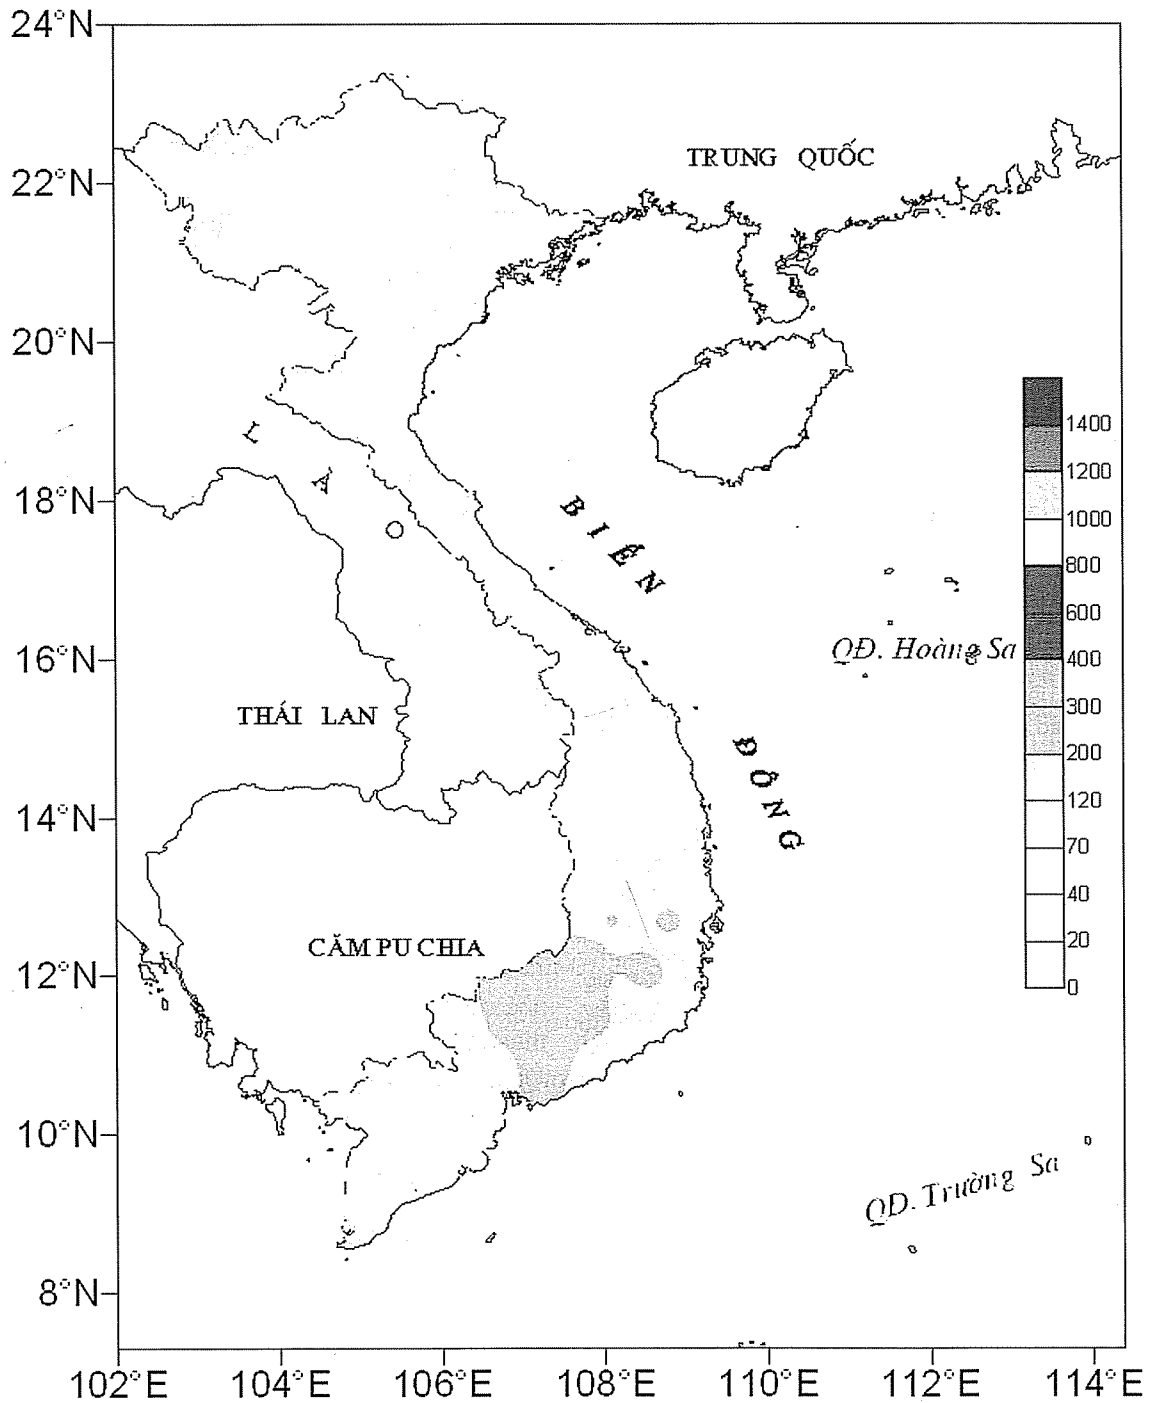 24°N
TRUNG QUỐC
22°N
20°N
L
A
O
18°N
BIÊN
1400
1200
1000
800
600
400
300
200
120
70
40
20
0
16°N
QĐ. Hoàng Sa
THÁI LAN
ĐÔNG
14°N
CĂM PU CHIA
12°N
10°N
QĐ. Trường Sa
8°N
102°E 104°E 106°E 108°E 110°E 112°E 114°E